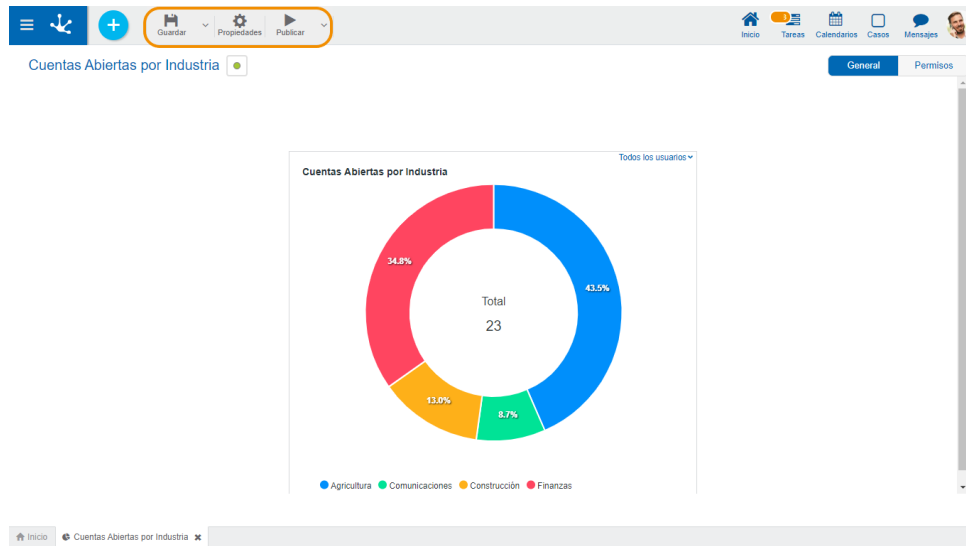 Guardar
Propiedades
Publicar
Inicio
Tareas
Calendarios
Casos
Mensajes
Cuentas Abiertas por Industria
General
Permisos
Todos los usuarios
Cuentas Abiertas por Industria
34.8%
43.5%
Total
23
13.0%
8.7%
Agricultura
Comunicaciones
Construcción
Finanzas
Inicio
Cuentas Abiertas por Industria